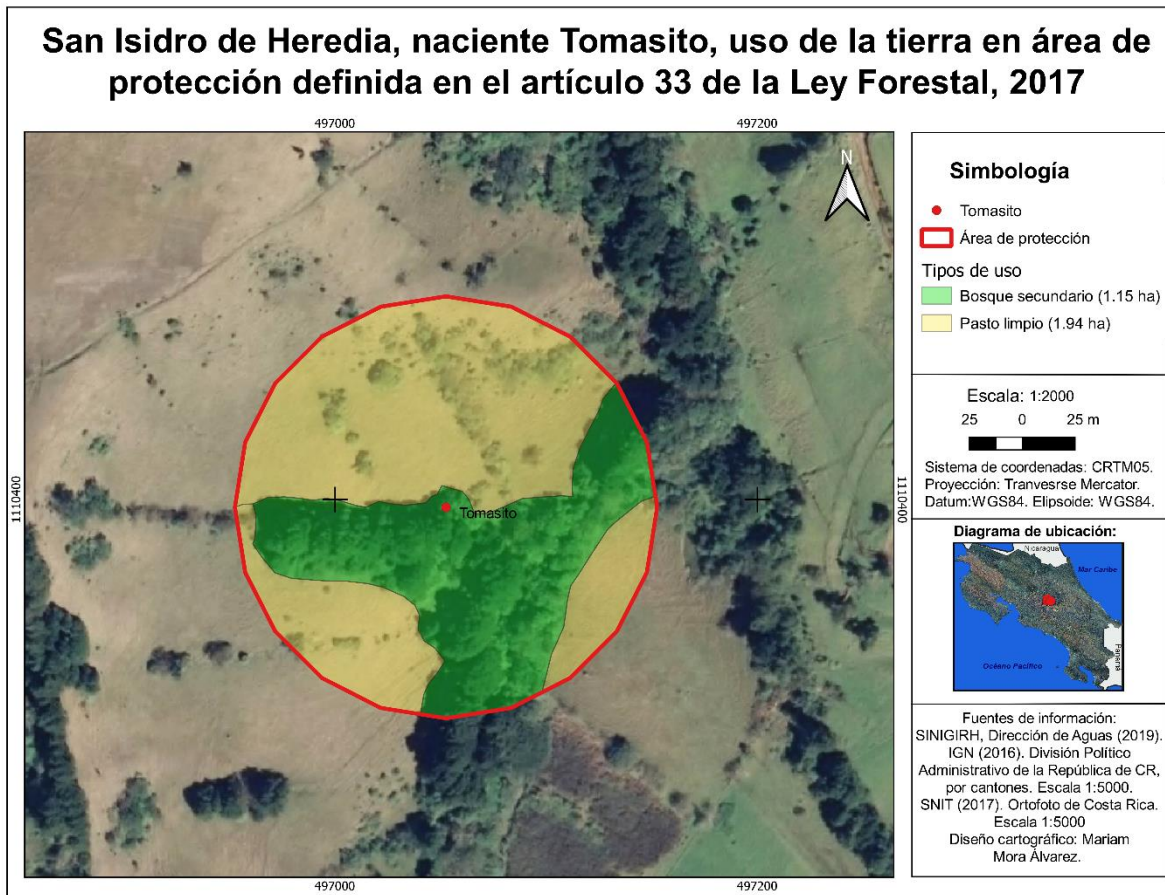 San Isidro de Heredia, naciente Tomasito, uso de la tierra en área de
protección definida en el artículo 33 de la Ley Forestal, 2017
497000
497200
N
1110400
1110400
Tomasito
497000
497200
Simbología
Tomasito
Área de protección
Tipos de uso
Bosque secundario (1.15 ha)
Pasto limpio (1.94 ha)
Escala: 1:2000
25 0 25 m
Sistema de coordenadas: CRTM05.
Proyección: Tranvesrse Mercator.
Datum:WGS84. Elipsoide: WGS84.
Diagrama de ubicación:
Nicaragua
Mar Caribe
Océano Pacífico
Panamá
Fuentes de información:
SINIGIRH, Dirección de Aguas (2019).
IGN (2016). División Político
Administrativo de la República de CR,
por cantones. Escala 1:5000.
SNIT (2017). Ortofoto de Costa Rica.
Escala 1:5000
Diseño cartográfico: Mariam
Mora Álvarez.